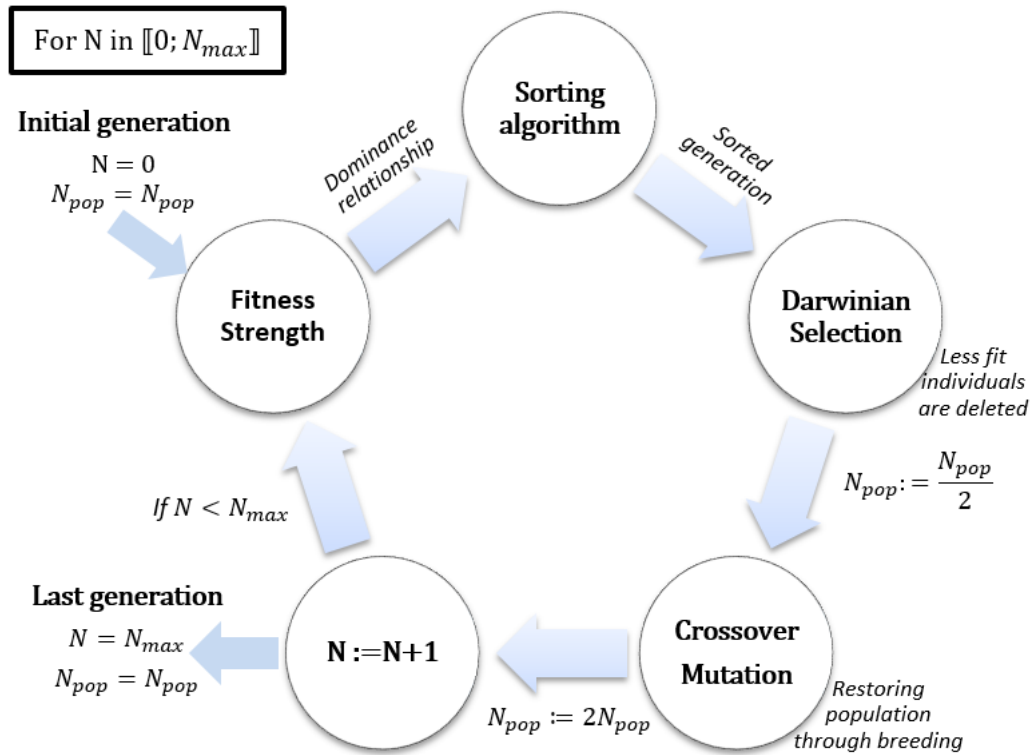 For N in ⟦0; N_max⟧
Initial generation
N = 0
N_pop = N_pop
Fitness
Strength
Dominance
relationship
Sorting
algorithm
Sorted
generation
Darwinian
Selection
Less fit
individuals
are deleted
N_pop := N_pop/2
Crossover
Mutation
Restoring
population
through breeding
N_pop := 2N_pop
N :=N+1
If N < N_max
Last generation
N = N_max
N_pop = N_pop